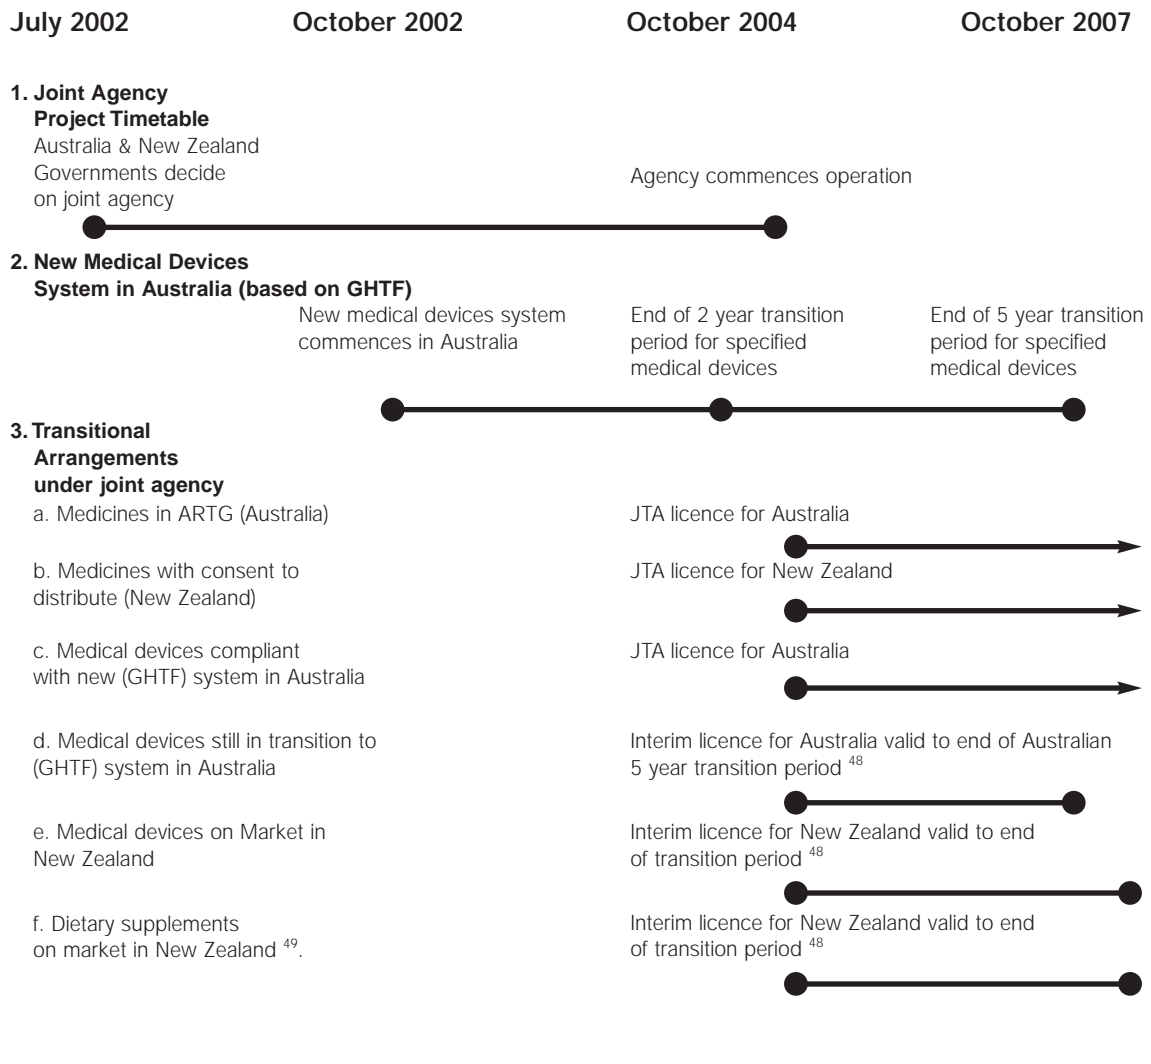 July 2002 October 2002 October 2004 October 2007
1. Joint Agency
Project Timetable
Australia & New Zealand
Governments decide
on joint agency
Agency commences operation
2. New Medical Devices
System in Australia (based on GHTF)
New medical devices system
commences in Australia
End of 2 year transition
period for specified
medical devices
End of 5 year transition
period for specified
medical devices
3. Transitional
Arrangements
under joint agency
a. Medicines in ARTG (Australia)
JTA licence for Australia
b. Medicines with consent to
distribute (New Zealand)
JTA licence for New Zealand
c. Medical devices compliant
with new (GHTF) system in Australia
JTA licence for Australia
d. Medical devices still in transition to
(GHTF) system in Australia
Interim licence for Australia valid to end of Australian
5 year transition period 48
e. Medical devices on Market in
New Zealand
Interim licence for New Zealand valid to end
of transition period 48
f. Dietary supplements
on market in New Zealand 49.
Interim licence for New Zealand valid to end
of transition period 48